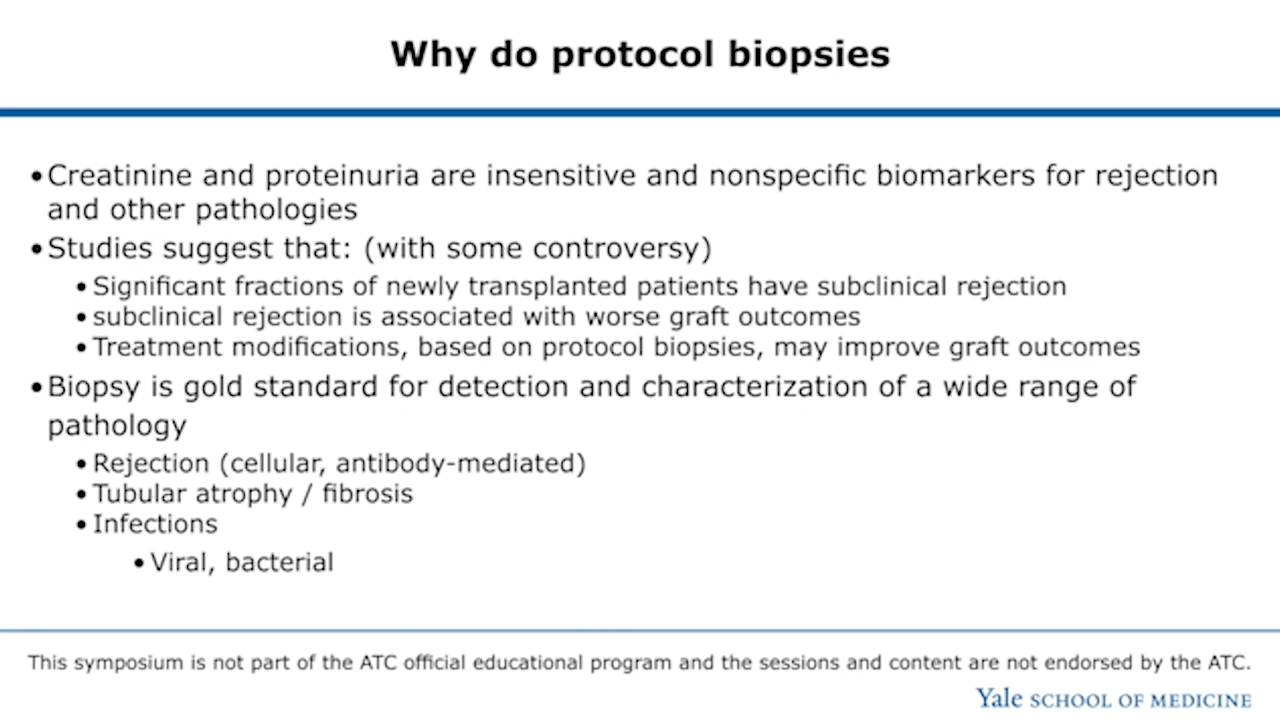 Why do protocol biopsies
•Creatinine and proteinuria are insensitive and nonspecific biomarkers for rejection
and other pathologies
•Studies suggest that: (with some controversy)
•Significant fractions of newly transplanted patients have subclinical rejection
•subclinical rejection is associated with worse graft outcomes
•Treatment modifications, based on protocol biopsies, may improve graft outcomes
•Biopsy is gold standard for detection and characterization of a wide range of
pathology
•Rejection (cellular, antibody-mediated)
•Tubular atrophy / fibrosis
•Infections
•Viral, bacterial
This symposium is not part of the ATC official educational program and the sessions and content are not endorsed by the ATC.
Yale SCHOOL OF MEDICINE